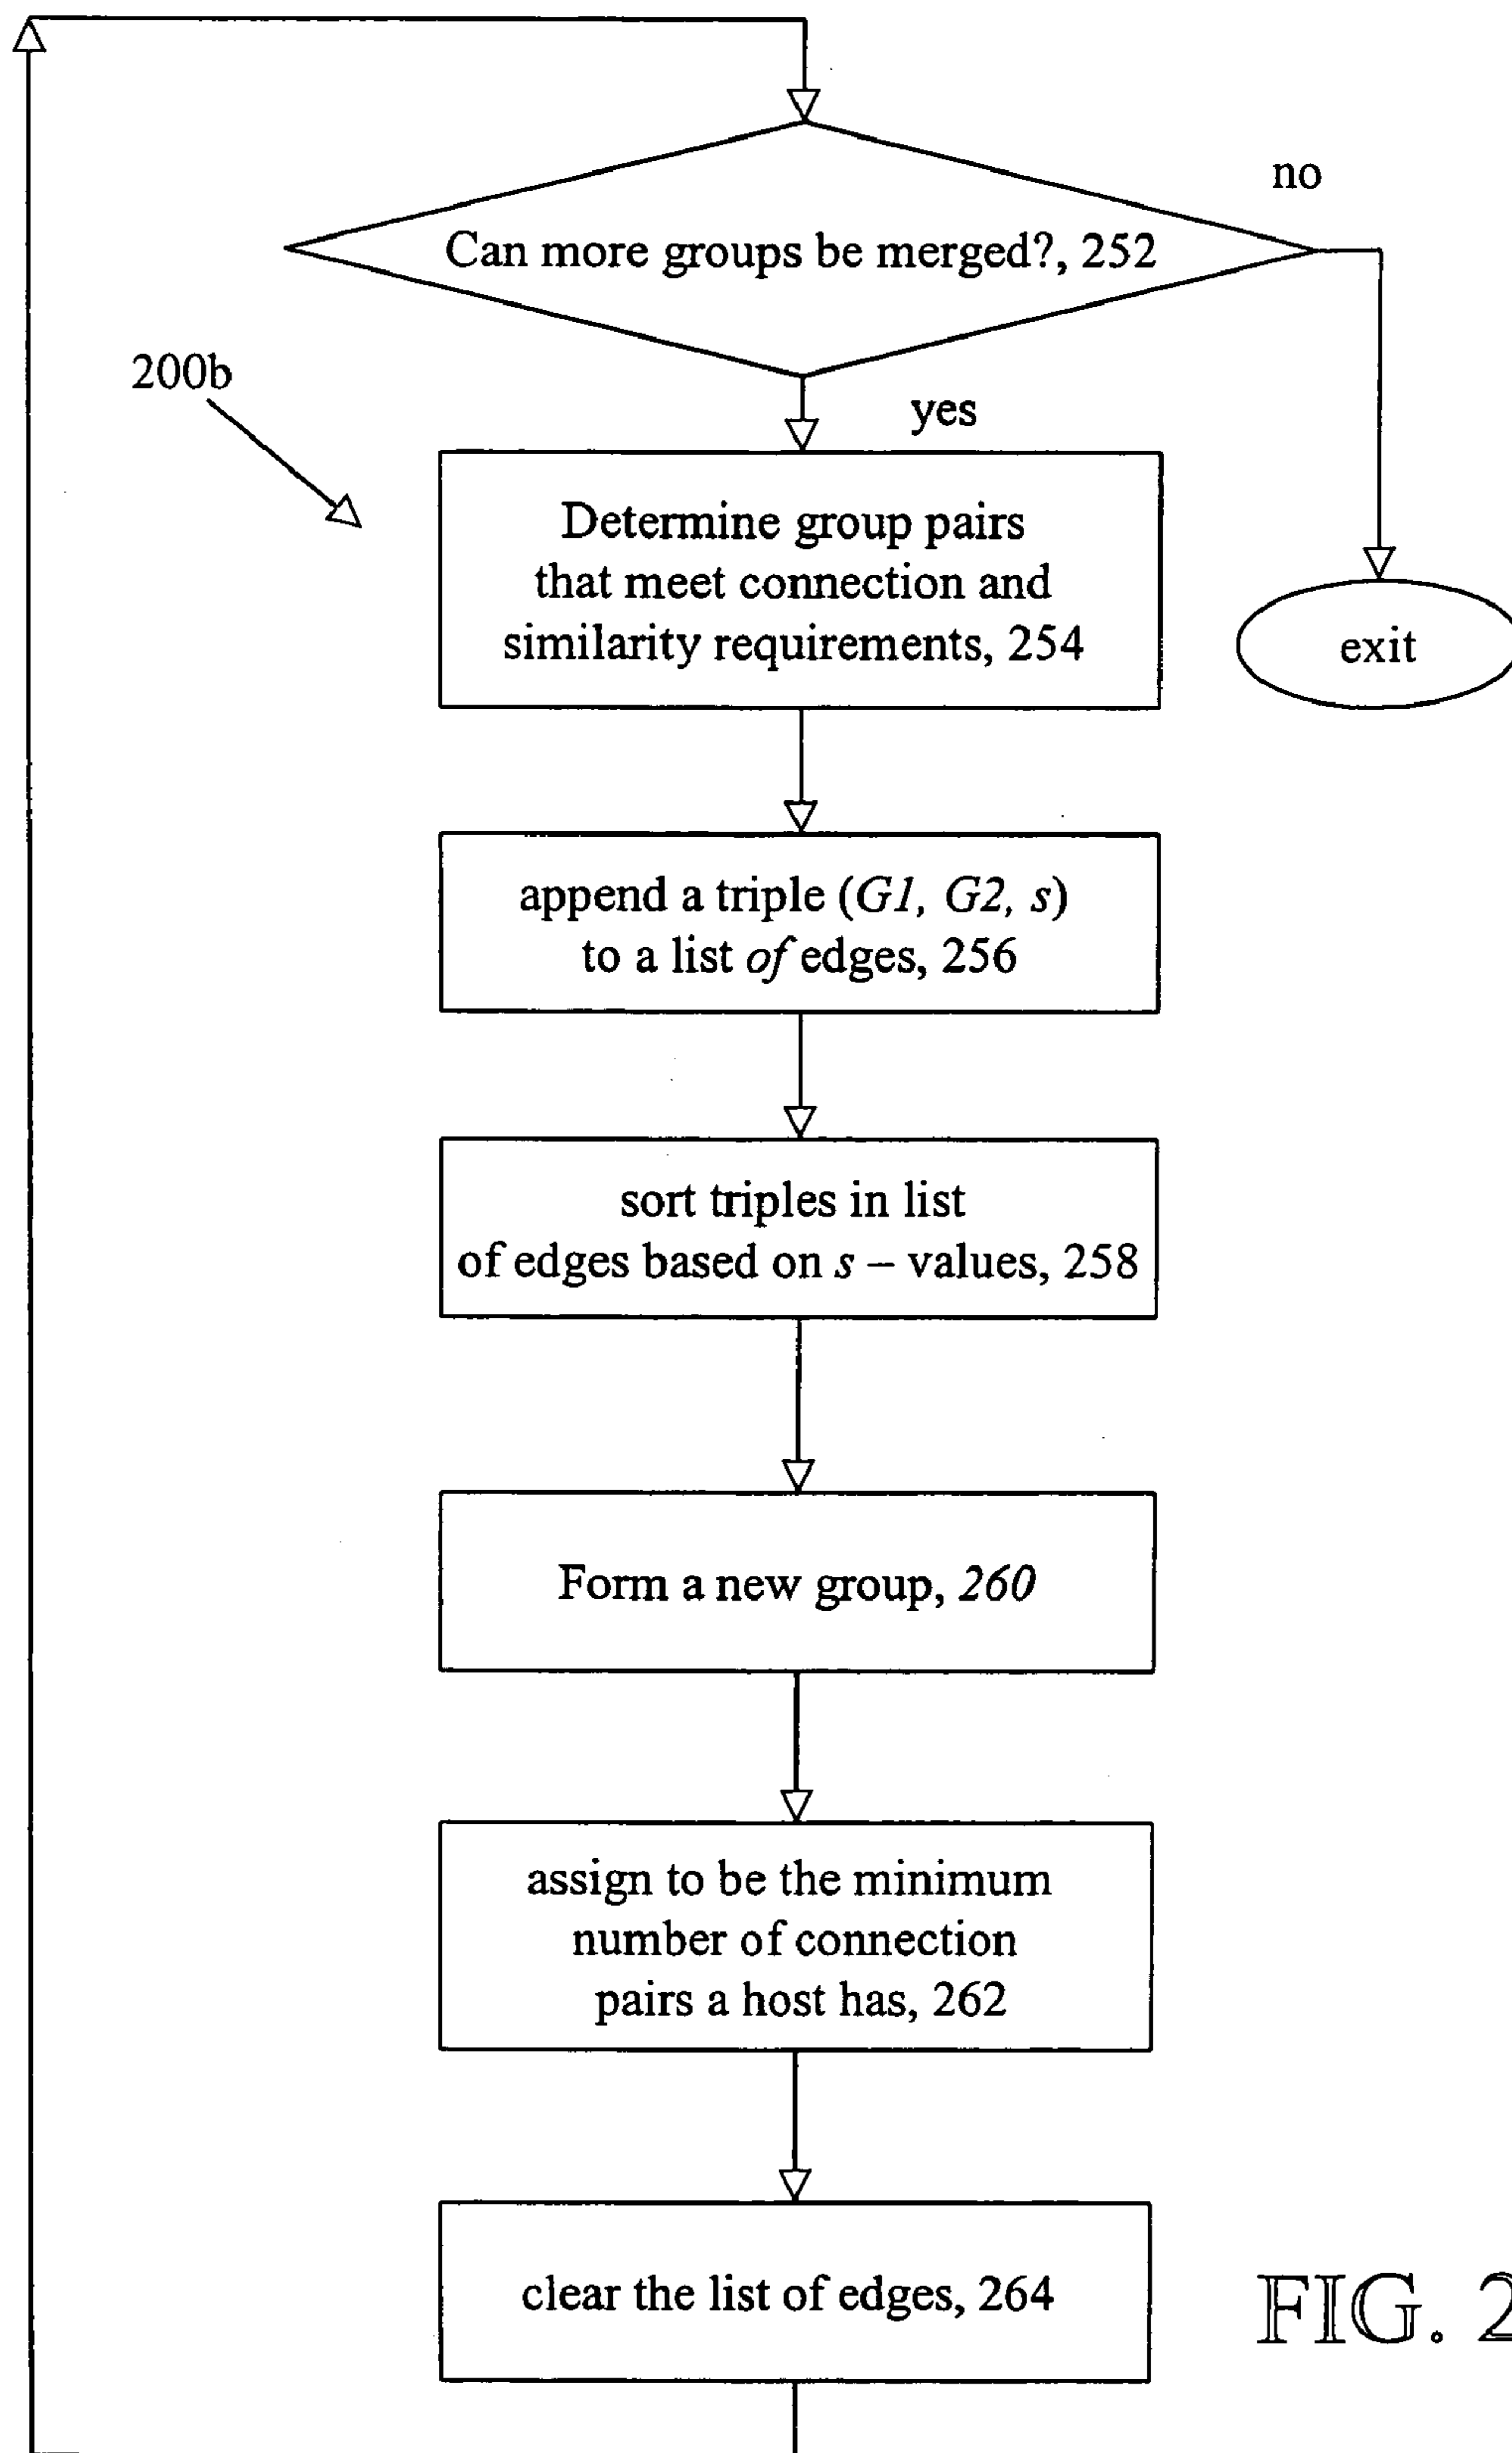 no
Can more groups be merged?, 252
200b
yes
Determine group pairs
that meet connection and
similarity requirements, 254
exit
append a triple (G1, G2, s)
to a list of edges, 256
sort triples in list
of edges based on s – values, 258
Form a new group, 260
assign to be the minimum
number of connection
pairs a host has, 262
clear the list of edges, 264
FIG. 2